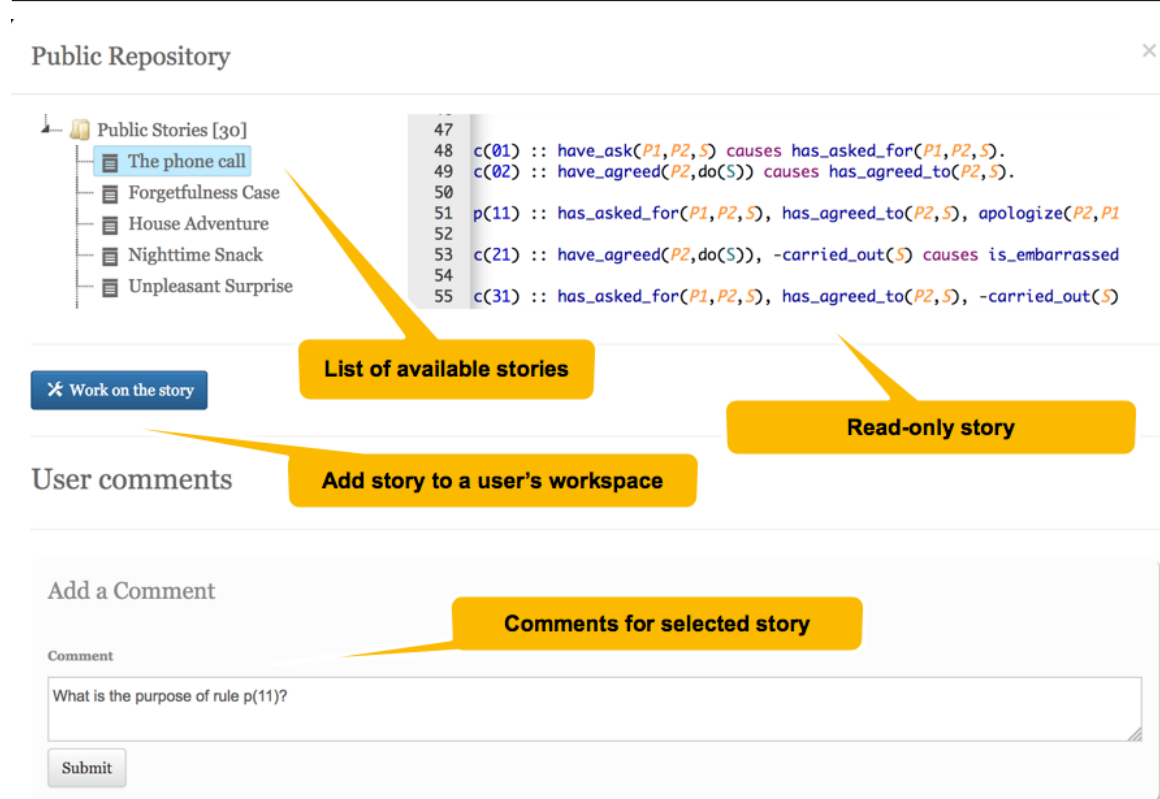 Public Repository
×
Public Stories [30]
The phone call
Forgetfulness Case
House Adventure
Nighttime Snack
Unpleasant Surprise
47
48 c(01) :: have_ask(P1,P2,S) causes has_asked_for(P1,P2,S).
49 c(02) :: have_agreed(P2,do(S)) causes has_agreed_to(P2,S).
50
51 p(11) :: has_asked_for(P1,P2,S), has_agreed_to(P2,S), apologize(P2,P1
52
53 c(21) :: have_agreed(P2,do(S)), -carried_out(S) causes is_embarrassed
54
55 c(31) :: has_asked_for(P1,P2,S), has_agreed_to(P2,S), -carried_out(S)
List of available stories
Work on the story
Read-only story
Add story to a user's workspace
User comments
Add a Comment
Comments for selected story
Comment
What is the purpose of rule p(11)?
Submit